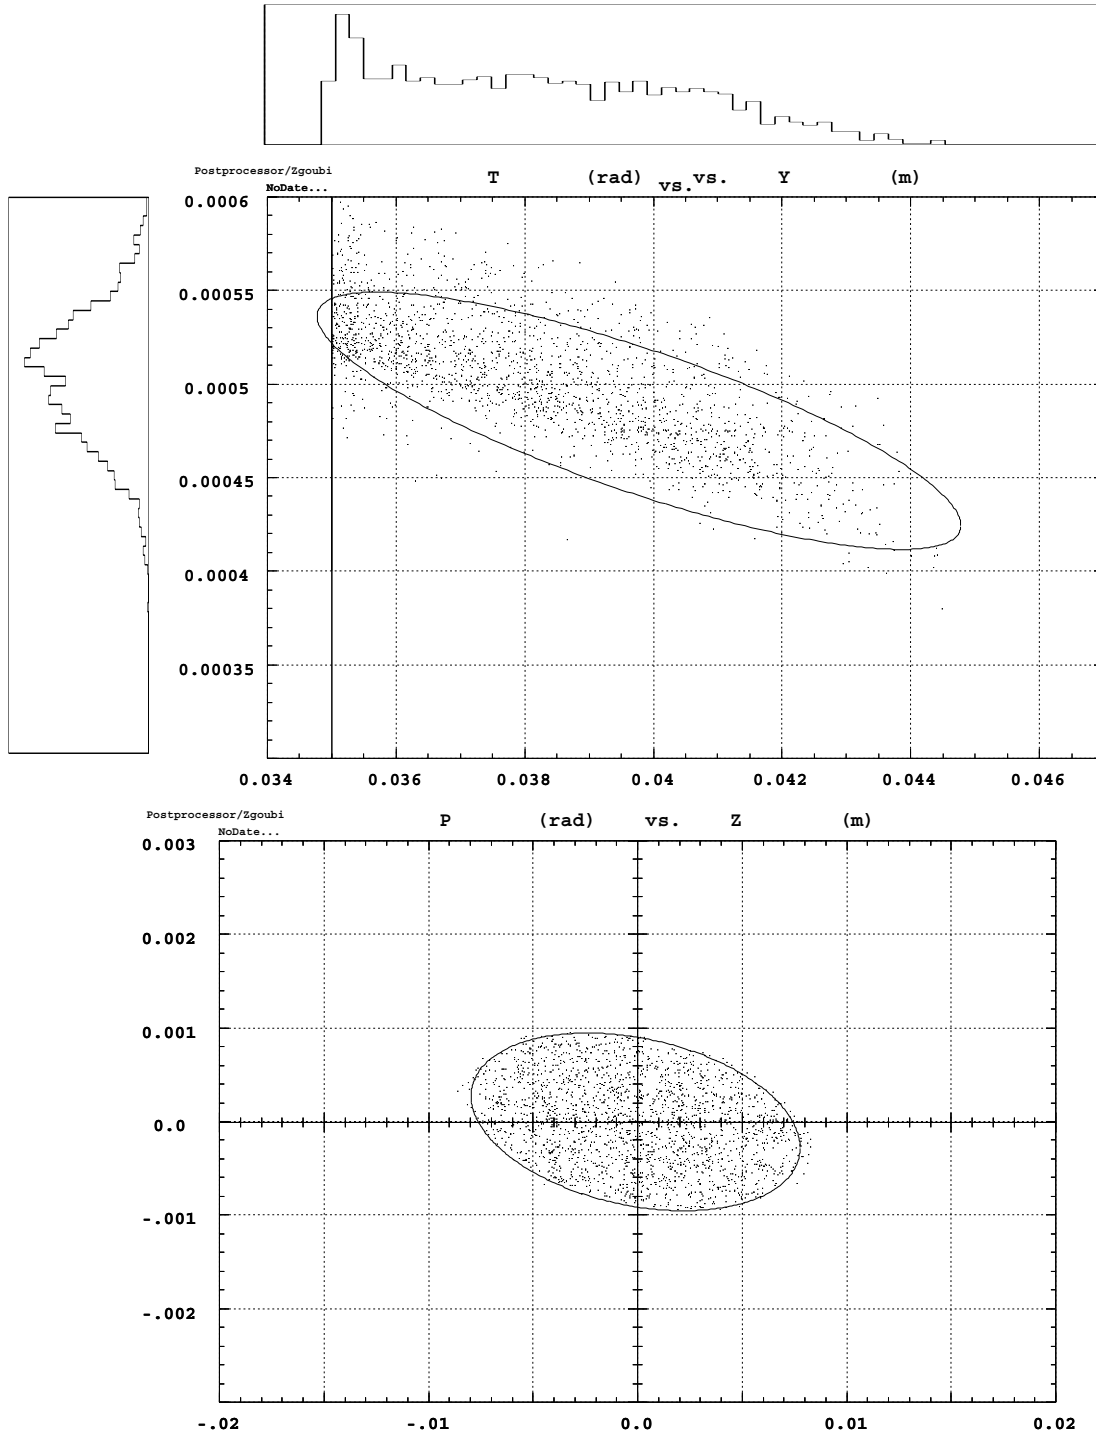 Postprocessor/Zgoubi
NoDate...
T (rad) vs. vs. Y (m)
0.0006
0.00055
0.0005
0.00045
0.0004
0.00035
0.034 0.036 0.038 0.04 0.042 0.044 0.046
Postprocessor/Zgoubi
NoDate...
P (rad) vs. Z (m)
0.003
0.002
0.001
0.0
-.001
-.002
-.02 -.01 0.0 0.01 0.02